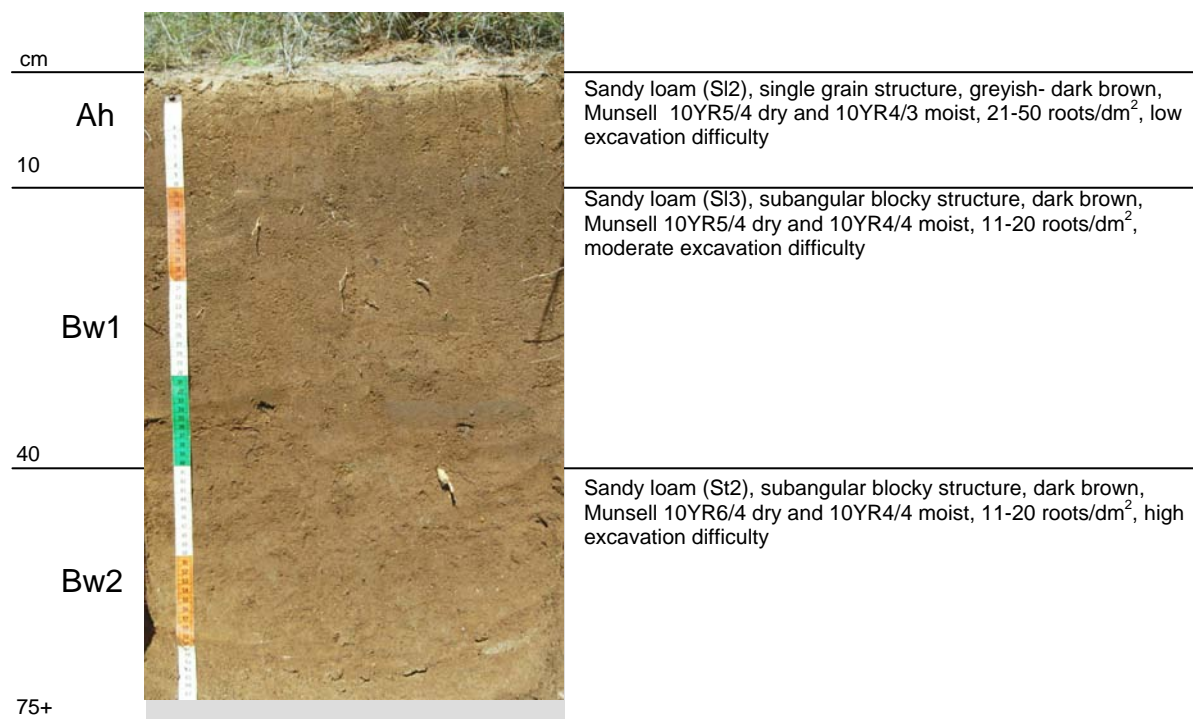 cm
Ah
Sandy loam (Sl2), single grain structure, greyish- dark brown,
Munsell 10YR5/4 dry and 10YR4/3 moist, 21-50 roots/dm², low
excavation difficulty
10
Sandy loam (Sl3), subangular blocky structure, dark brown,
Munsell 10YR5/4 dry and 10YR4/4 moist, 11-20 roots/dm²,
moderate excavation difficulty
Bw1
40
Sandy loam (St2), subangular blocky structure, dark brown,
Munsell 10YR6/4 dry and 10YR4/4 moist, 11-20 roots/dm², high
excavation difficulty
Bw2
75+